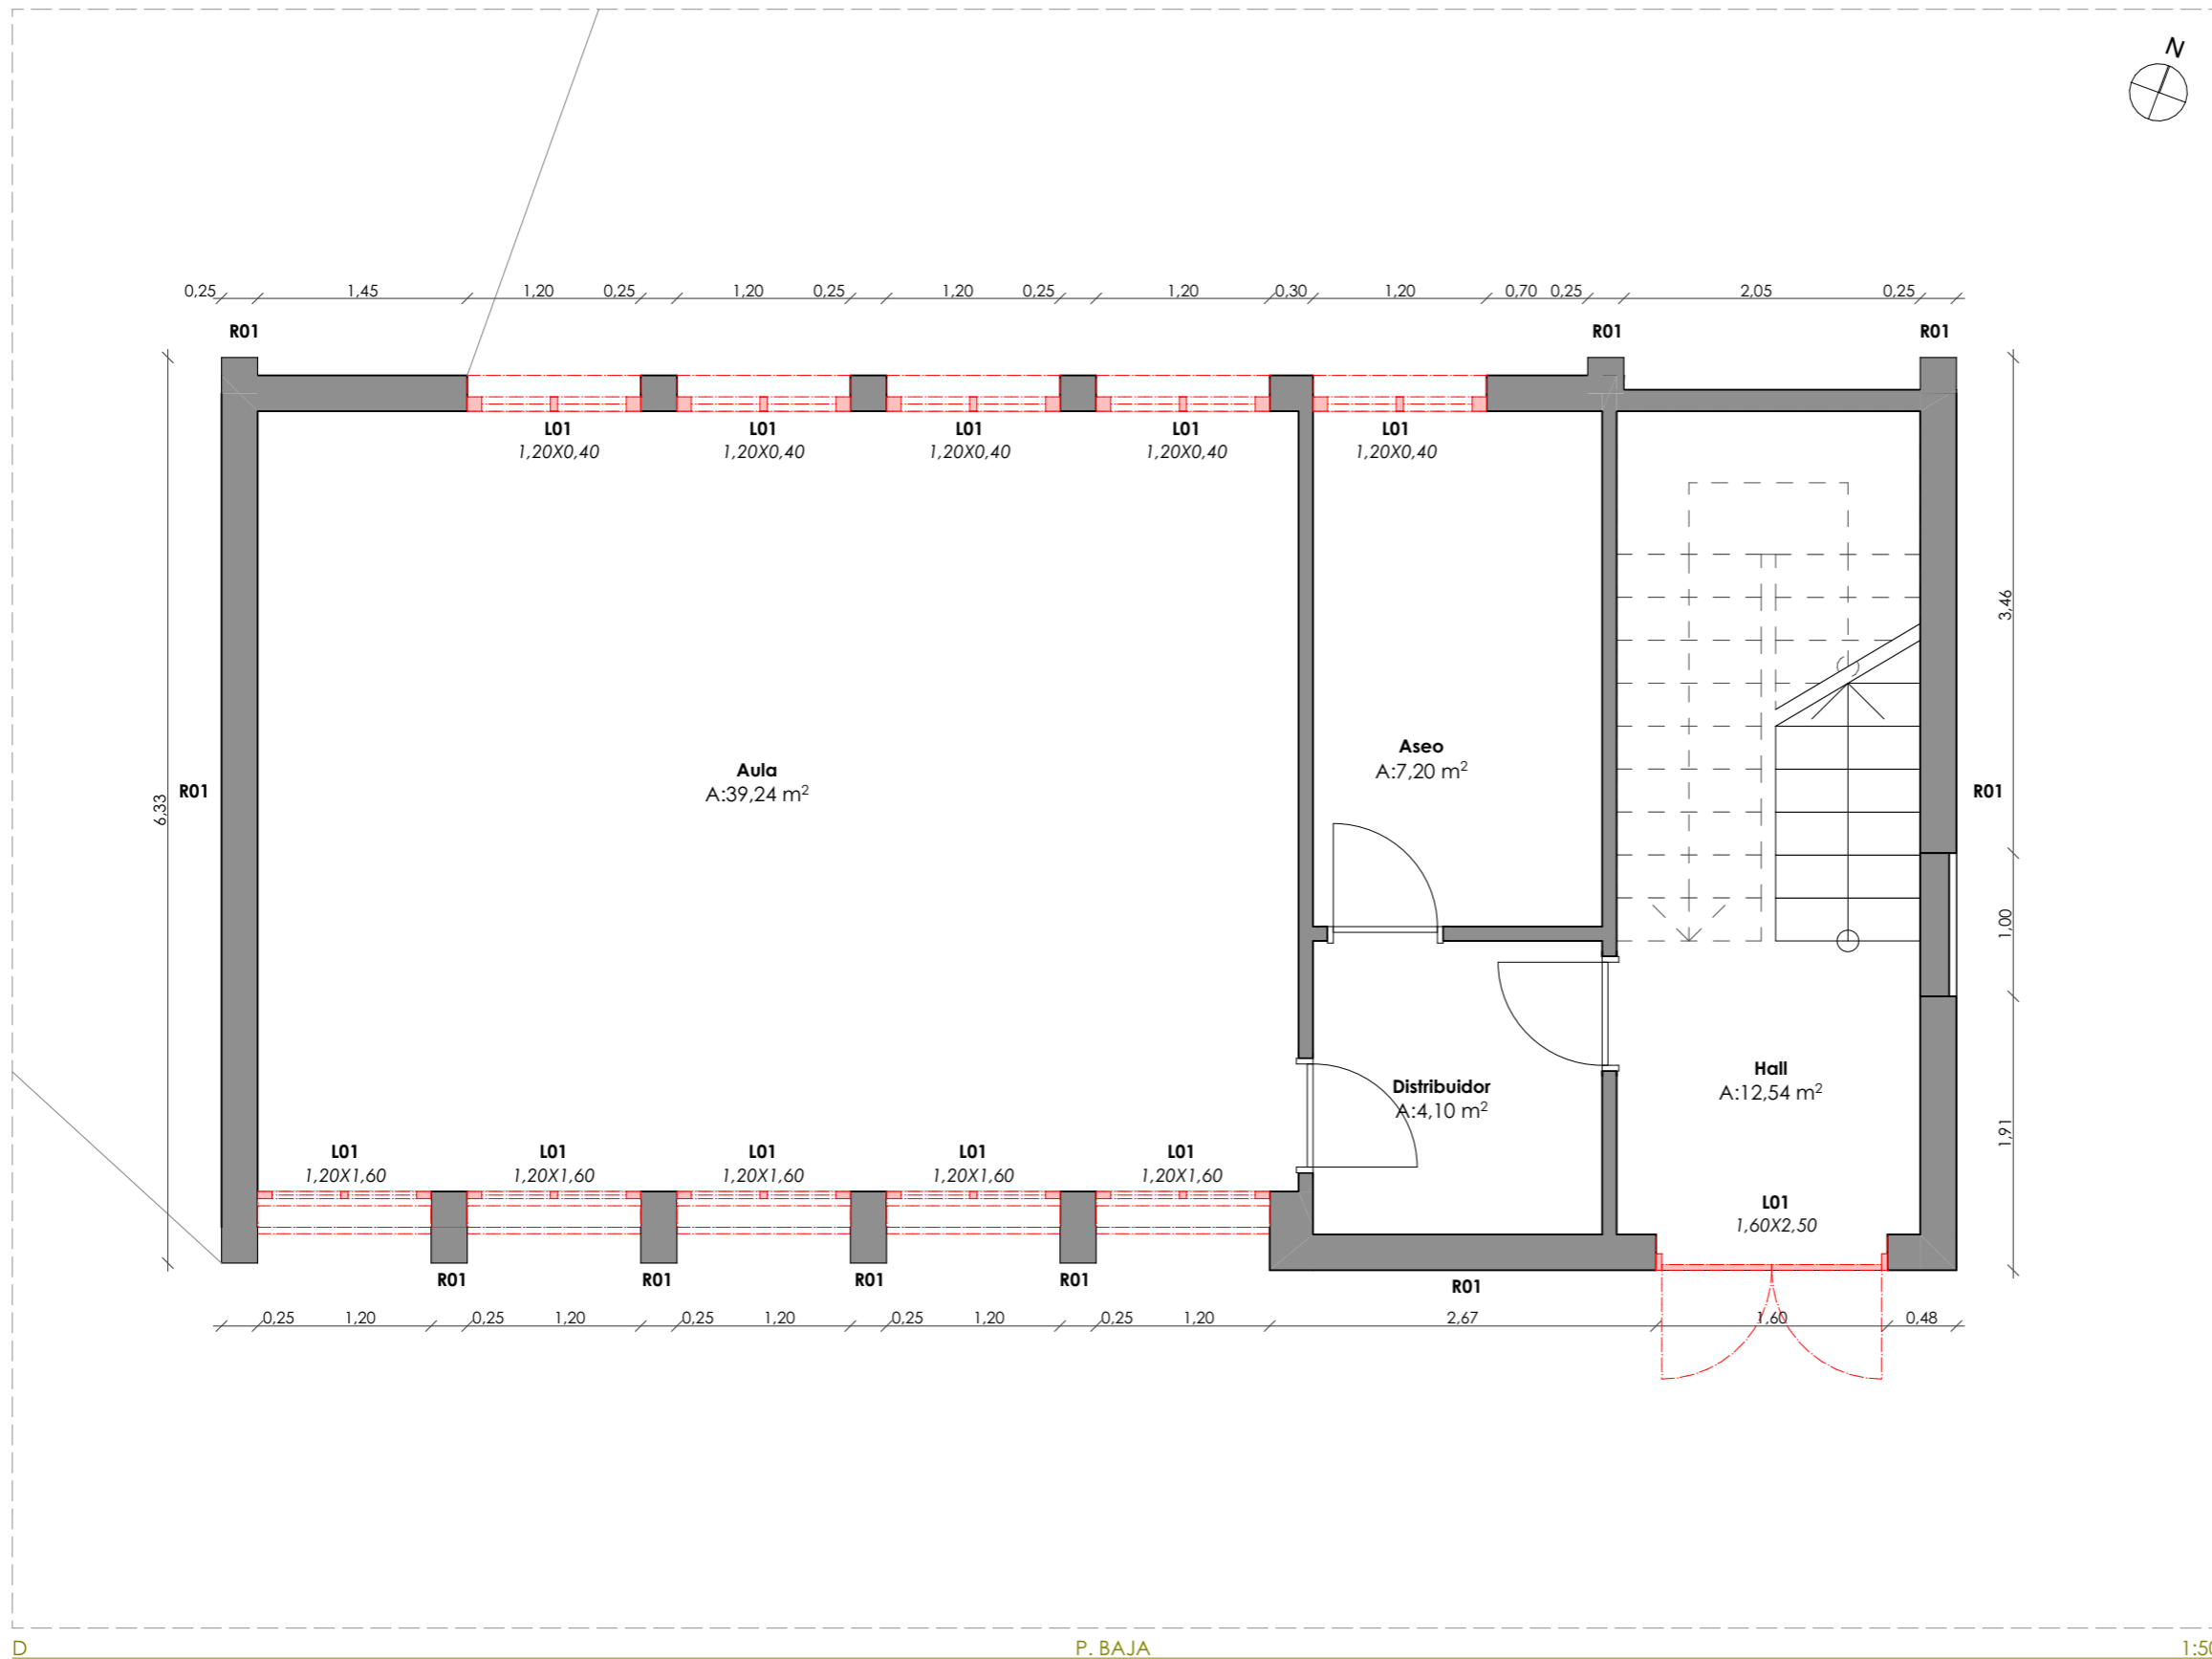 N
0,25 1,45 1,20 0,25 1,20 0,25 1,20 0,25 1,20 0,30 1,20 0,70 0,25 2,05 0,25
R01 R01 R01
L01 L01 L01 L01 L01
1,20X0,40 1,20X0,40 1,20X0,40 1,20X0,40 1,20X0,40
3,46
Aseo
A:7,20 m²
Aula
A:39,24 m²
R01 R01
6,33
1,00
Hall
A:12,54 m²
Distribuidor
A:4,10 m²
1,91
L01 L01 L01 L01 L01
1,20X1,60 1,20X1,60 1,20X1,60 1,20X1,60 1,20X1,60
L01
1,60X2,50
R01 R01 R01 R01 R01
0,25 1,20 0,25 1,20 0,25 1,20 0,25 1,20 0,25 1,20 2,67 1,60 0,48
D P. BAJA